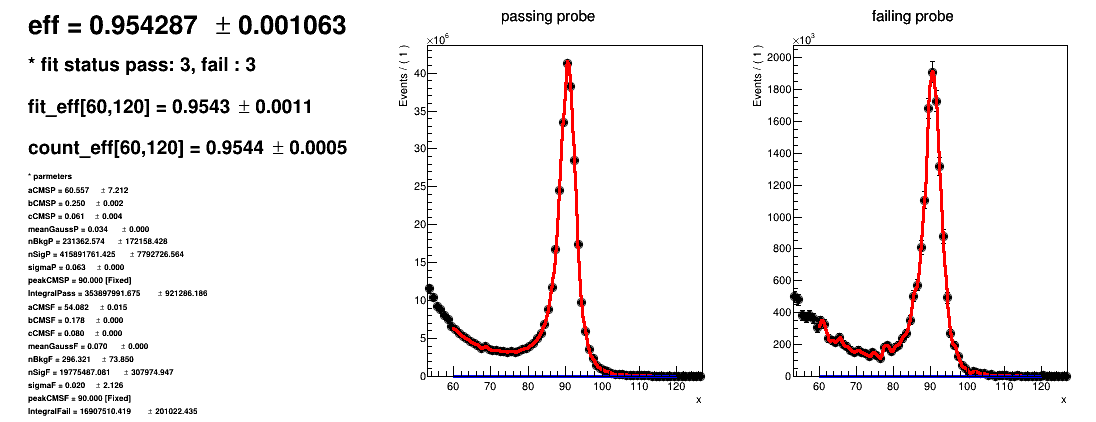 eff = 0.954287 ± 0.001063
* fit status pass: 3, fail : 3
fit_eff[60,120] = 0.9543 ± 0.0011
count_eff[60,120] = 0.9544 ± 0.0005
* parmeters
aCMSP = 60.557 ± 7.212
bCMSP = 0.250 ± 0.002
cCMSP = 0.061 ± 0.004
meanGaussP = 0.034 ± 0.000
nBkgP = 231362.574 ± 172158.428
nSigP = 415891761.425 ± 7792726.564
sigmaP = 0.063 ± 0.000
peakCMSP = 90.000 [Fixed]
IntegralPass = 353897991.675 ± 921286.186
aCMSF = 54.082 ± 0.015
bCMSF = 0.178 ± 0.000
cCMSF = 0.080 ± 0.000
meanGaussF = 0.070 ± 0.000
nBkgF = 296.321 ± 73.850
nSigF = 19775487.081 ± 307974.947
sigmaF = 0.020 ± 2.126
peakCMSF = 90.000 [Fixed]
IntegralFail = 16907510.419 ± 201022.435
passing probe
×10⁶
Events / ( 1 )
40
35
30
25
20
15
10
5
0
60 70 80 90 100 110 120
x
failing probe
×10³
Events / ( 1 )
2000
1800
1600
1400
1200
1000
800
600
400
200
0
60 70 80 90 100 110 120
x